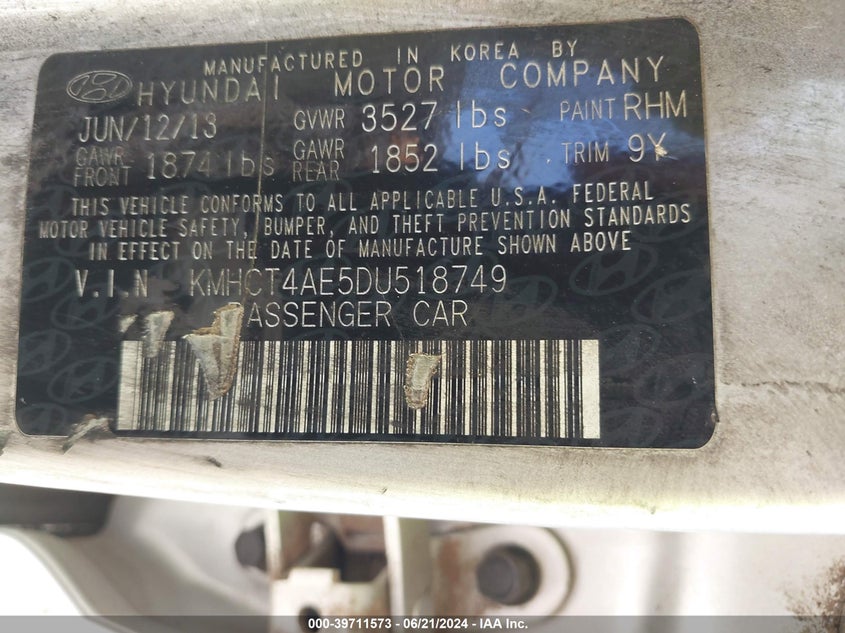 MANUFACTURED IN KOREA BY
HYUNDAI MOTOR COMPANY
JUN/12/13 GVWR 3527 lbs PAINT RHM
GAWR FRONT 1874 lbs GAWR REAR 1852 lbs TRIM 9Y
THIS VEHICLE CONFORMS TO ALL APPLICABLE U.S.A. FEDERAL
MOTOR VEHICLE SAFETY, BUMPER, AND THEFT PREVENTION STANDARDS
IN EFFECT ON THE DATE OF MANUFACTURE SHOWN ABOVE
V.I.N KMHCT4AE5DU518749
ASSENGER CAR
000-39711573 - 06/21/2024 - IAA Inc.